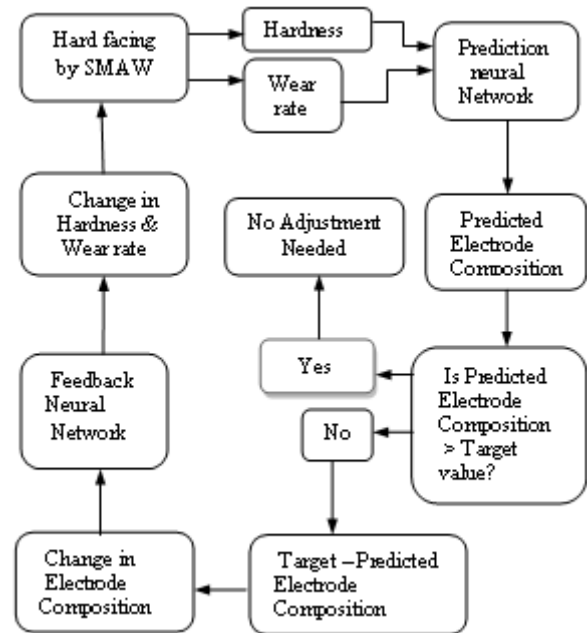 Hard facing
by SMAW
Hardness
Wear
rate
Prediction
neural
Network
Change in
Hardness &
Wear rate
No Adjustment
Needed
Predicted
Electrode
Composition
Feedback
Neural
Network
Yes
No
Is Predicted
Electrode
Composition
> Target
value?
Change in
Electrode
Composition
Target –Predicted
Electrode
Composition